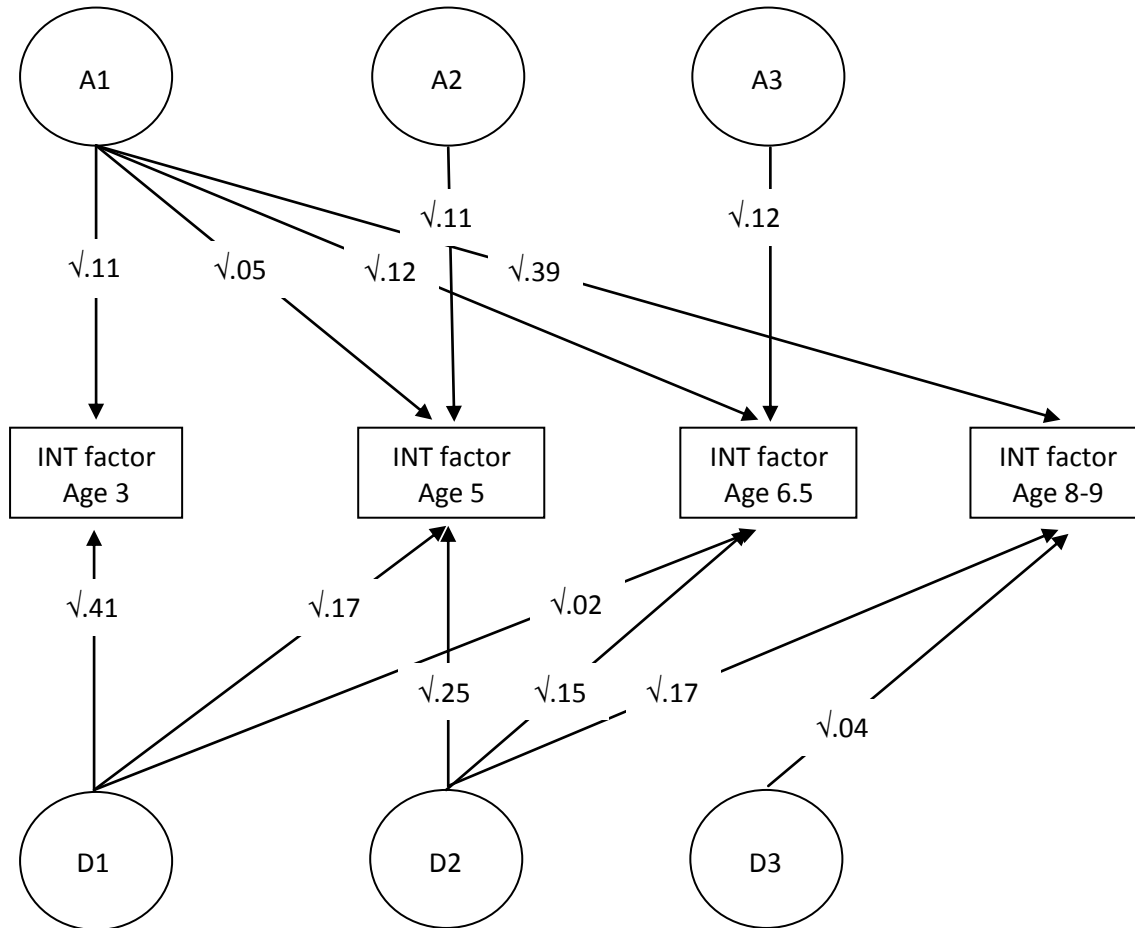 A1
A2
A3
√.11
√.12
√.11
√.05
√.12
√.39
INT factor
Age 3
INT factor
Age 5
INT factor
Age 6.5
INT factor
Age 8-9
√.41
√.17
√.02
√.25
√.15
√.17
√.04
D1
D2
D3